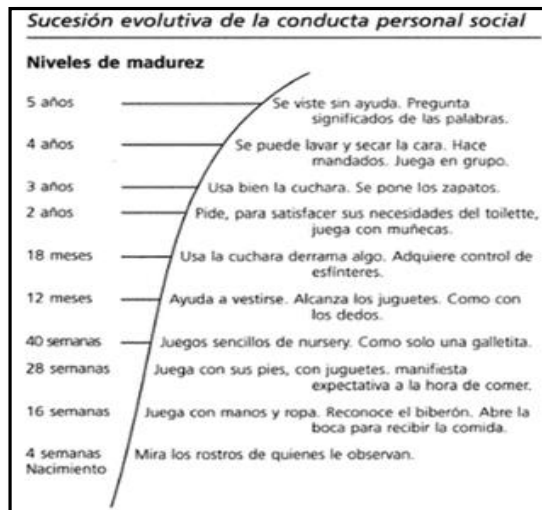 Sucesión evolutiva de la conducta personal social
Niveles de madurez
5 años Se viste sin ayuda. Pregunta
significados de las palabras.
4 años Se puede lavar y secar la cara. Hace
mandados. Juega en grupo.
3 años Usa bien la cuchara. Se pone los zapatos.
2 años Pide, para satisfacer sus necesidades del toilette,
juega con muñecas.
18 meses Usa la cuchara derrama algo. Adquiere control de
esfínteres.
12 meses Ayuda a vestirse. Alcanza los juguetes. Como con
los dedos.
40 semanas Juegos sencillos de nursery. Como solo una galletita.
28 semanas Juega con sus pies, con juguetes. manifiesta
expectativa a la hora de comer.
16 semanas Juega con manos y ropa. Reconoce el biberón. Abre la
boca para recibir la comida.
4 semanas Mira los rostros de quienes le observan.
Nacimiento